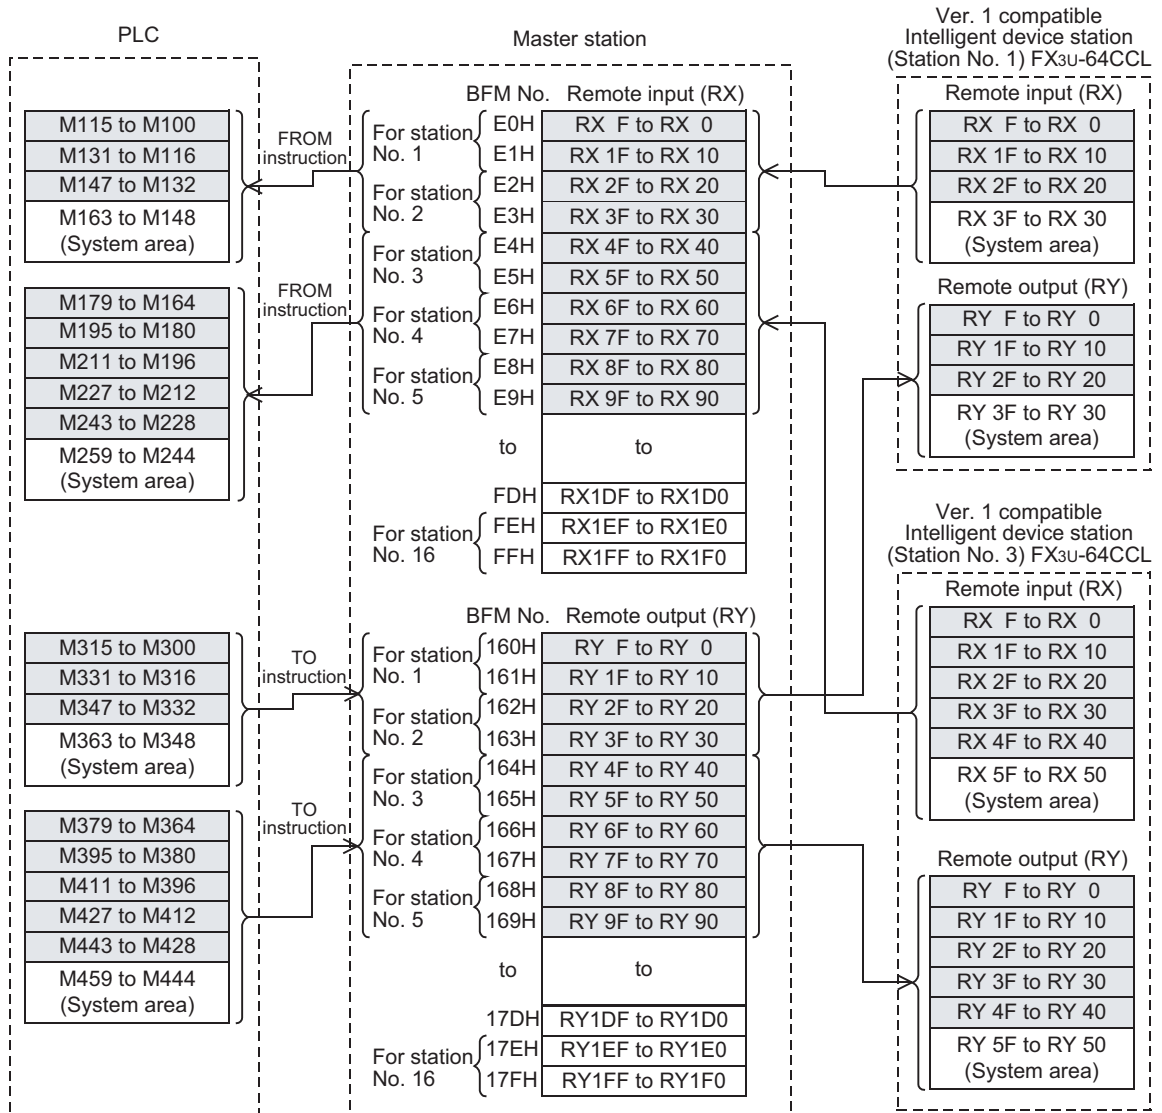 PLC
M115 to M100
M131 to M116
M147 to M132
M163 to M148
(System area)
M179 to M164
M195 to M180
M211 to M196
M227 to M212
M243 to M228
M259 to M244
(System area)
M315 to M300
M331 to M316
M347 to M332
M363 to M348
(System area)
M379 to M364
M395 to M380
M411 to M396
M427 to M412
M443 to M428
M459 to M444
(System area)
FROM
instruction
FROM
instruction
TO
instruction
TO
instruction
Master station
BFM No. Remote input (RX)
For station
No. 1
E0H RX F to RX 0
E1H RX 1F to RX 10
For station
No. 2
E2H RX 2F to RX 20
E3H RX 3F to RX 30
For station
No. 3
E4H RX 4F to RX 40
E5H RX 5F to RX 50
For station
No. 4
E6H RX 6F to RX 60
E7H RX 7F to RX 70
For station
No. 5
E8H RX 8F to RX 80
E9H RX 9F to RX 90
to to
FDH RX1DF to RX1D0
For station
No. 16
FEH RX1EF to RX1E0
FFH RX1FF to RX1F0
BFM No. Remote output (RY)
For station
No. 1
160H RY F to RY 0
161H RY 1F to RY 10
For station
No. 2
162H RY 2F to RY 20
163H RY 3F to RY 30
For station
No. 3
164H RY 4F to RY 40
165H RY 5F to RY 50
For station
No. 4
166H RY 6F to RY 60
167H RY 7F to RY 70
For station
No. 5
168H RY 8F to RY 80
169H RY 9F to RY 90
to to
17DH RY1DF to RY1D0
For station
No. 16
17EH RY1EF to RY1E0
17FH RY1FF to RY1F0
Ver. 1 compatible
Intelligent device station
(Station No. 1) FX3U-64CCL
Remote input (RX)
RX F to RX 0
RX 1F to RX 10
RX 2F to RX 20
RX 3F to RX 30
(System area)
Remote output (RY)
RY F to RY 0
RY 1F to RY 10
RY 2F to RY 20
RY 3F to RY 30
(System area)
Ver. 1 compatible
Intelligent device station
(Station No. 3) FX3U-64CCL
Remote input (RX)
RX F to RX 0
RX 1F to RX 10
RX 2F to RX 20
RX 3F to RX 30
RX 4F to RX 40
RX 5F to RX 50
(System area)
Remote output (RY)
RY F to RY 0
RY 1F to RY 10
RY 2F to RY 20
RY 3F to RY 30
RY 4F to RY 40
RY 5F to RY 50
(System area)